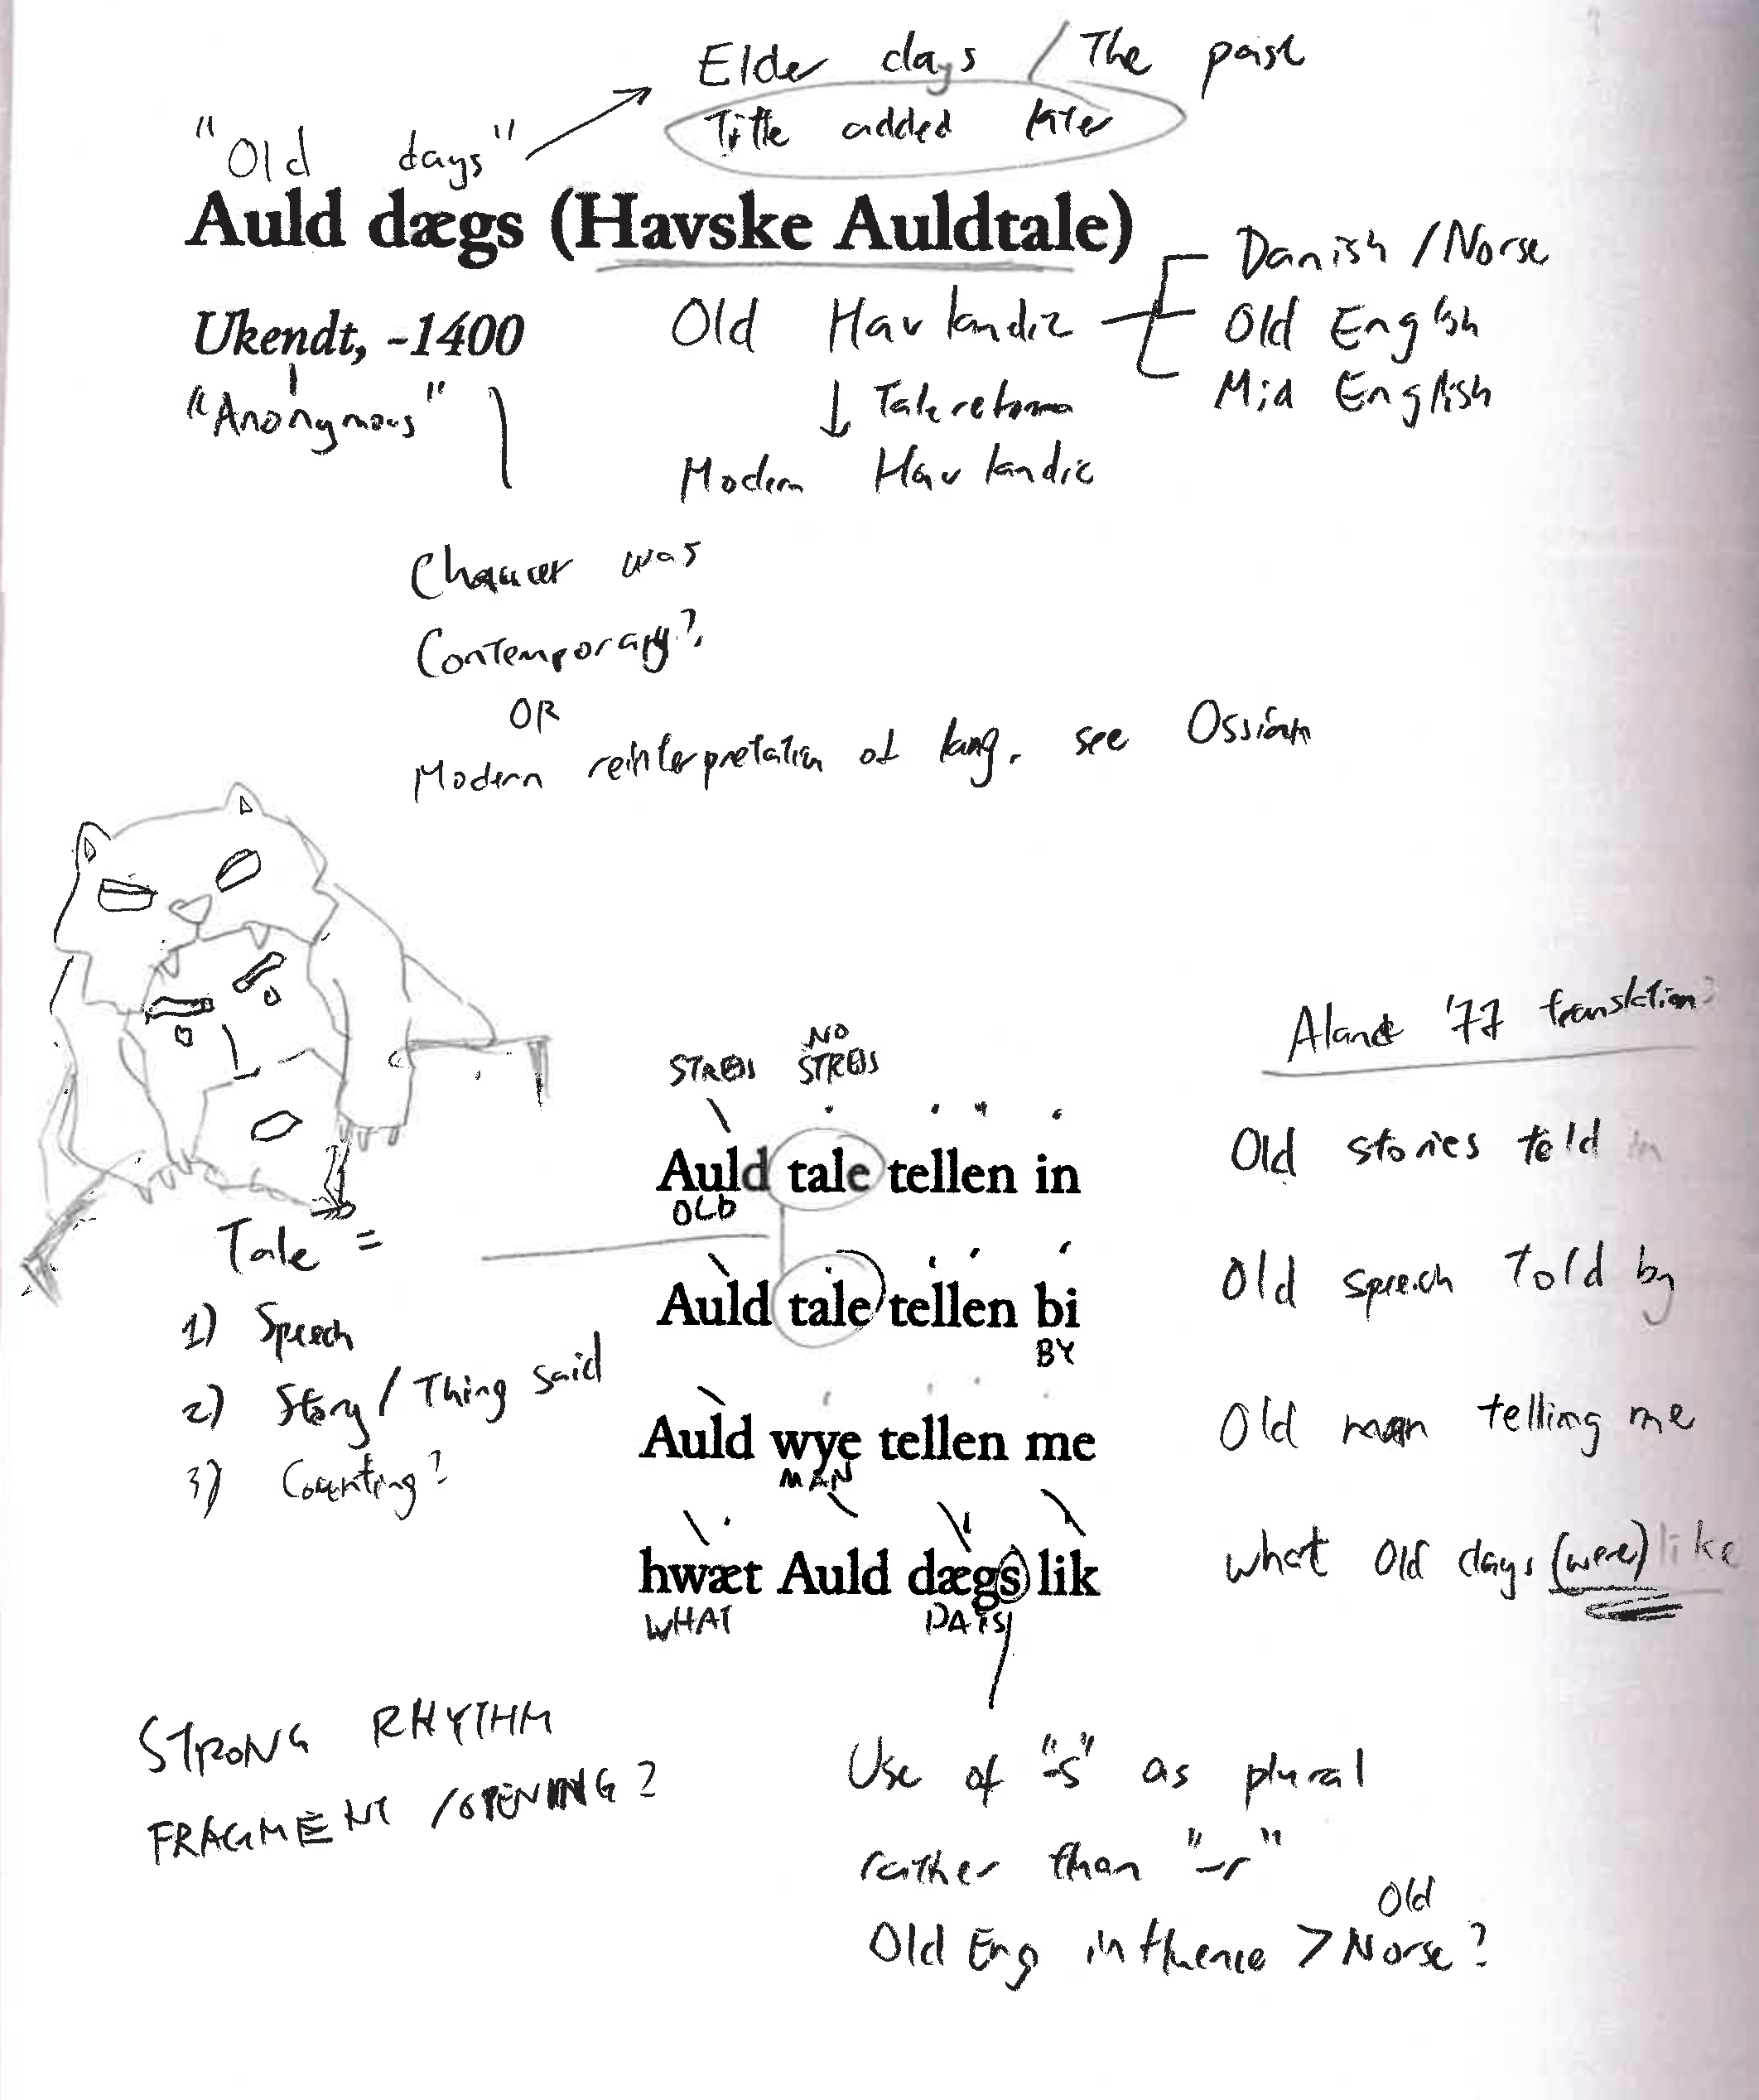 Elder days / The past
Title added later
"Old days"
Auld dægs (Havske Auldtale)
Danish / Norse
Ukendt, ~1400
Old Havlandic
Old English
"Anonymous"
Mid English
Talereform
Modern Havlandic
Chaucer was
Contemporary?
OR
Modern reinterpretation of lang. see Ossian
'77 translation?
STRESS NO STRESS
Auld tale tellen in
OLD
Old stories told in
Tale =
Auld tale tellen bi
BY
Old speech told by
1) Speech
2) Story / Thing said
3) Counting?
Auld wye tellen me
MAN
Old man telling me
hwæt Auld dægs lik
WHAT DAYS
what Old days (were) like
STRONG RHYTHM
FRAGMENT / OPENING?
Use of "-s" as plural
rather than "-r"
Old Eng influence > Old Norse?